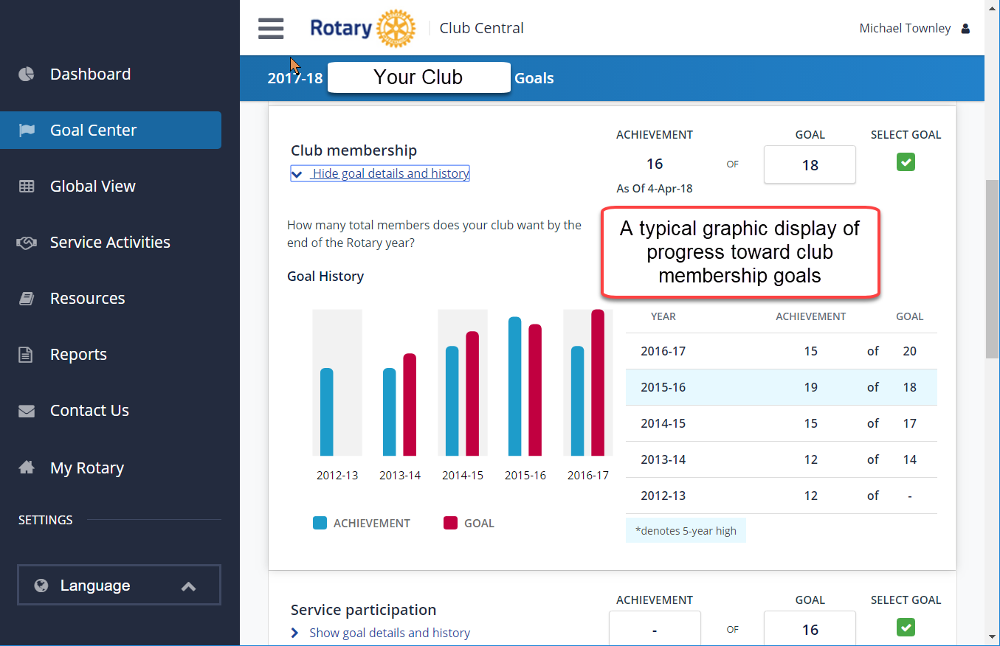 Rotary Club Central
Michael Townley
Dashboard
Goal Center
Global View
Service Activities
Resources
Reports
Contact Us
My Rotary
SETTINGS
Language
2017-18 Your Club Goals
Club membership
Hide goal details and history
ACHIEVEMENT GOAL SELECT GOAL
16 OF 18
As Of 4-Apr-18
How many total members does your club want by the
end of the Rotary year?
A typical graphic display of
progress toward club
membership goals
Goal History
2012-13 2013-14 2014-15 2015-16 2016-17
ACHIEVEMENT GOAL
YEAR ACHIEVEMENT GOAL
2016-17 15 of 20
2015-16 19 of 18
2014-15 15 of 17
2013-14 12 of 14
2012-13 12 of -
*denotes 5-year high
Service participation
Show goal details and history
ACHIEVEMENT GOAL SELECT GOAL
- OF 16